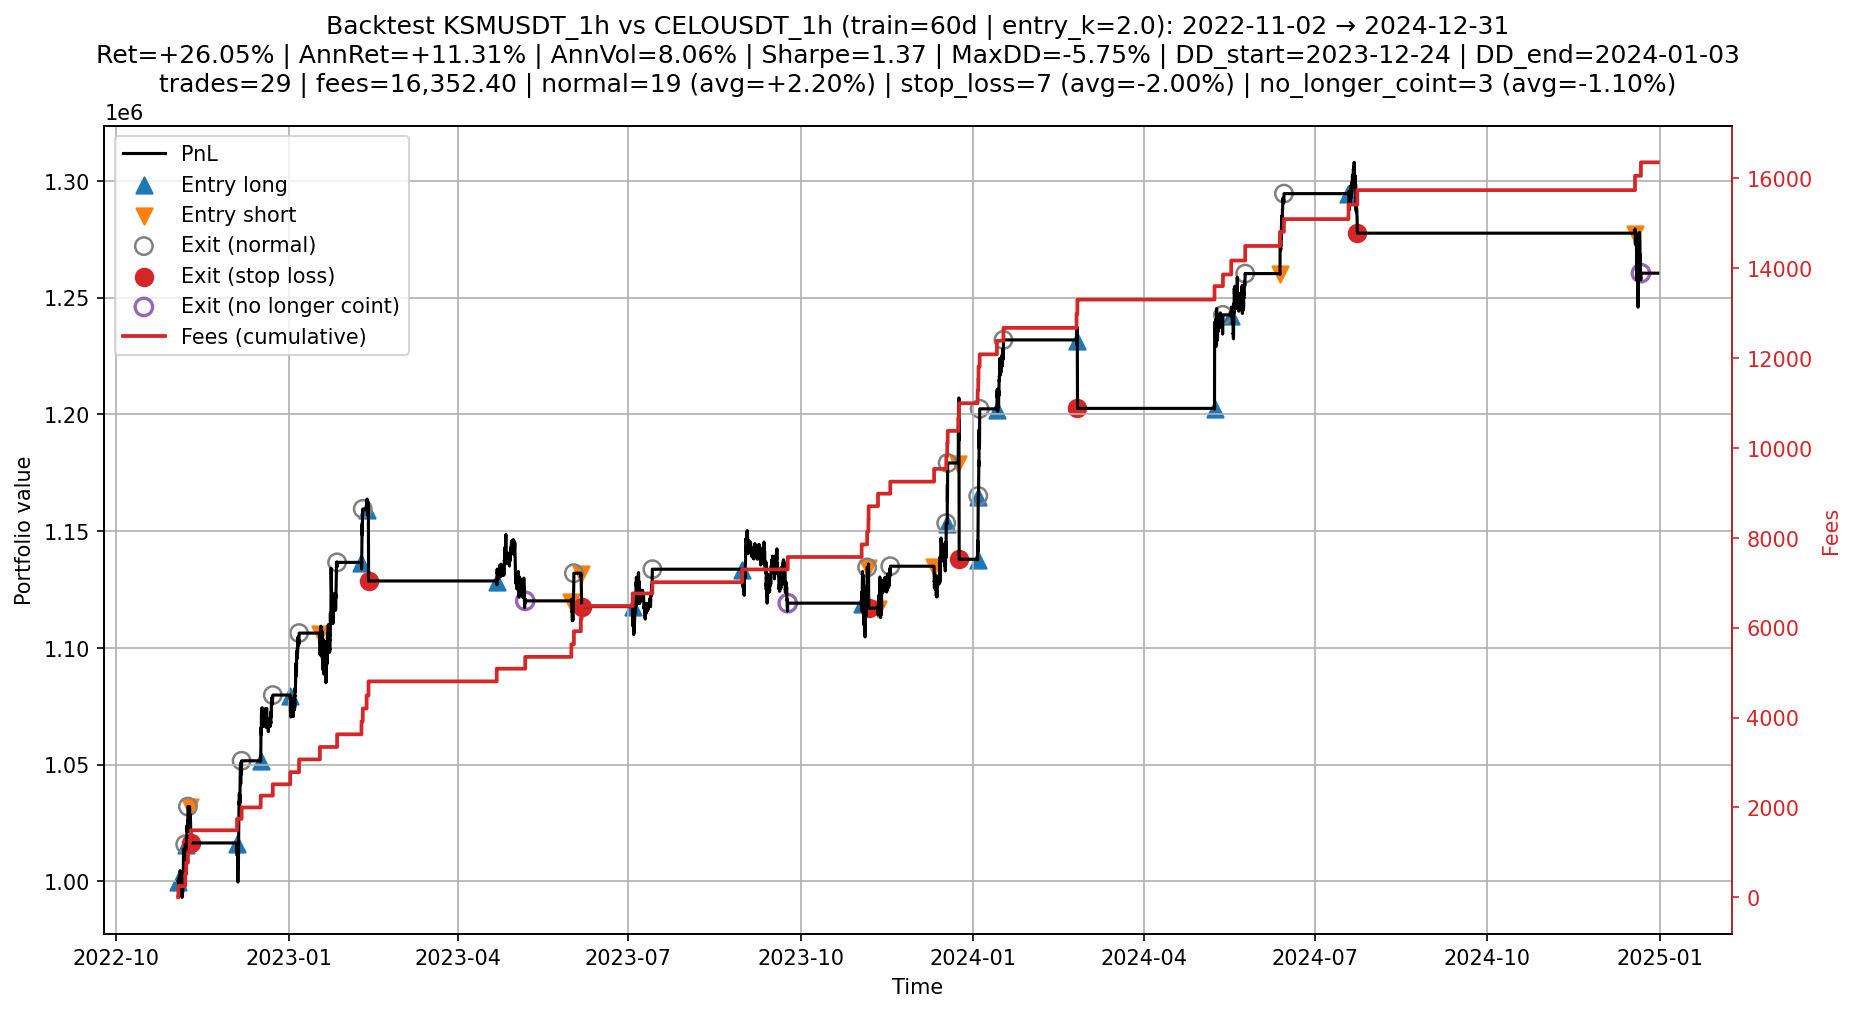 Backtest KSMUSDT_1h vs CELOUSDT_1h (train=60d | entry_k=2.0): 2022-11-02 → 2024-12-31
Ret=+26.05% | AnnRet=+11.31% | AnnVol=8.06% | Sharpe=1.37 | MaxDD=-5.75% | DD_start=2023-12-24 | DD_end=2024-01-03
trades=29 | fees=16,352.40 | normal=19 (avg=+2.20%) | stop_loss=7 (avg=-2.00%) | no_longer_coint=3 (avg=-1.10%)
1e6
PnL
Entry long
Entry short
Exit (normal)
Exit (stop loss)
Exit (no longer coint)
Fees (cumulative)
1.30
1.25
1.20
1.15
1.10
1.05
1.00
Portfolio value
16000
14000
12000
10000
8000
6000
4000
2000
0
Fees
2022-10
2023-01
2023-04
2023-07
2023-10
2024-01
2024-04
2024-07
2024-10
2025-01
Time